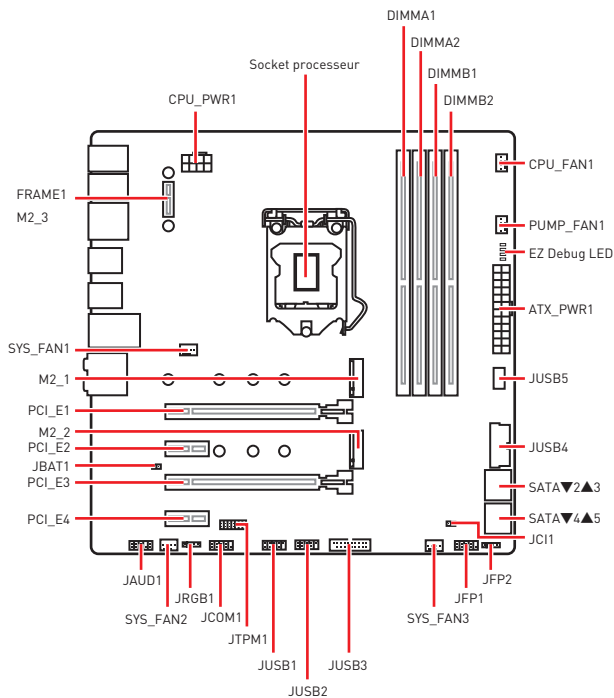 DIMMA1
DIMMA2
Socket processeur
DIMMB1
DIMMB2
CPU_PWR1
CPU_FAN1
FRAME1
M2_3
PUMP_FAN1
EZ Debug LED
ATX_PWR1
SYS_FAN1
M2_1
JUSB5
PCI_E1
M2_2
PCI_E2
JUSB4
JBAT1
PCI_E3
SATA▼2▲3
PCI_E4
SATA▼4▲5
JCI1
JAUD1
JFP2
JRGB1
JFP1
SYS_FAN2
JCOM1
SYS_FAN3
JTPM1
JUSB1
JUSB3
JUSB2